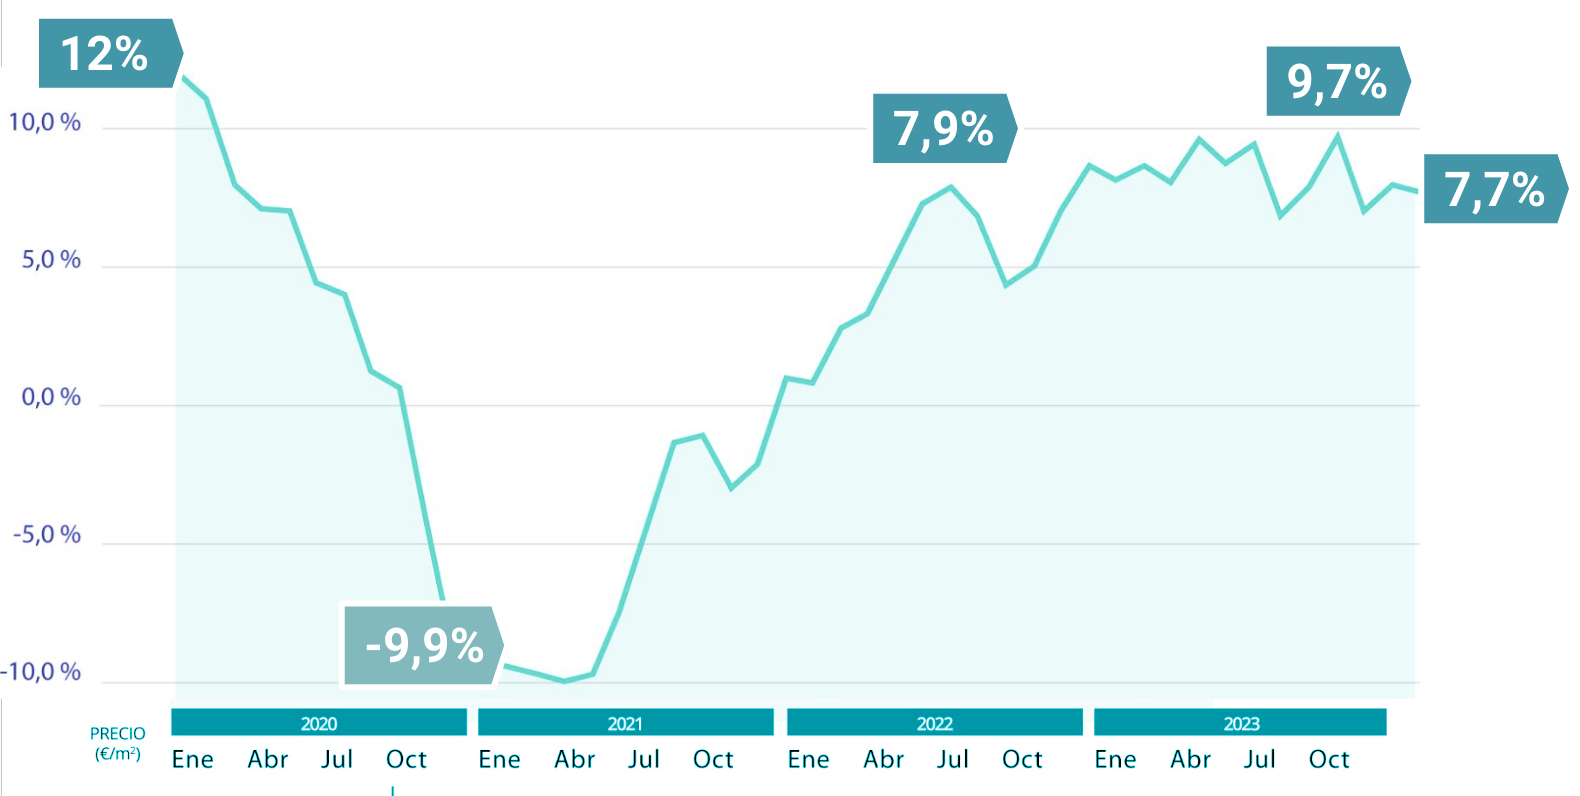 12%
9,7%
7,9%
10,0 %
7,7%
5,0 %
0,0 %
-5,0 %
-9,9%
-10,0 %
2020 2021 2022 2023
PRECIO
(€/m²)
Ene Abr Jul Oct Ene Abr Jul Oct Ene Abr Jul Oct Ene Abr Jul Oct